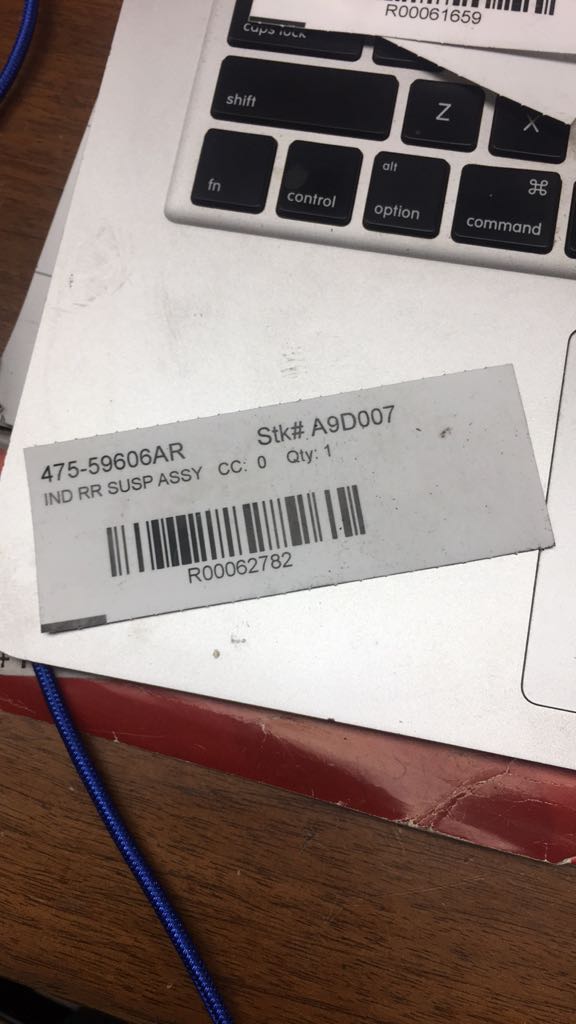 R00061659
caps lock
shift
Z
X
fn
control
alt
option
⌘
command
475-59606AR Stk# A9D007
IND RR SUSP ASSY CC: 0 Qty: 1
R00062782